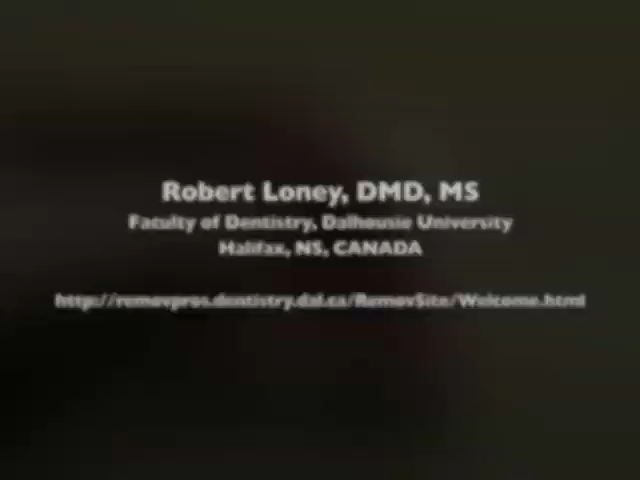 Robert Loney, DMD, MS
Faculty of Dentistry, Dalhousie University
Halifax, NS, CANADA
http://removpros.dentistry.dal.ca/RemovSite/Welcome.html